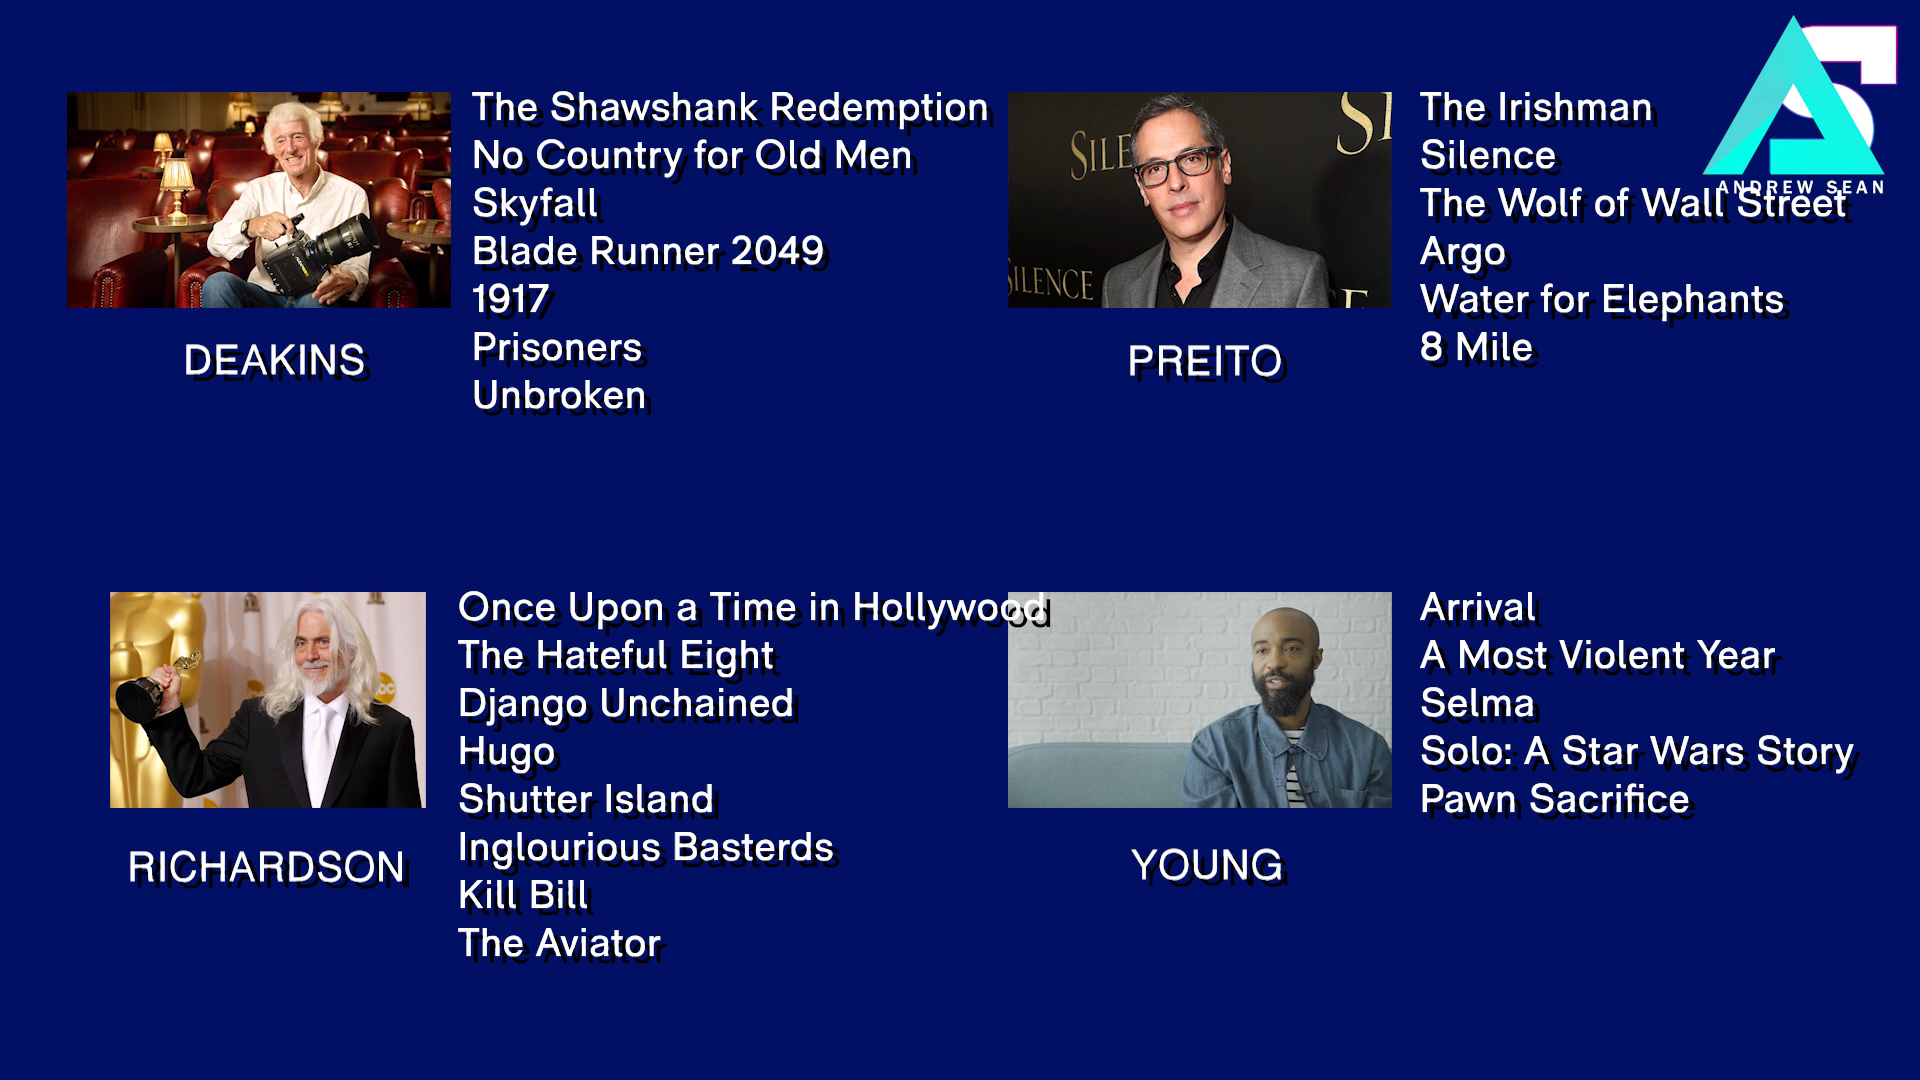 The Shawshank Redemption
No Country for Old Men
Skyfall
Blade Runner 2049
1917
Prisoners
Unbroken
DEAKINS
SILE
SI
SILENCE
E
The Irishman
Silence
The Wolf of Wall Street
Argo
Water for Elephants
8 Mile
PREITO
ANDREW SEAN
Once Upon a Time in Hollywood
The Hateful Eight
Django Unchained
Hugo
Shutter Island
Inglourious Basterds
Kill Bill
The Aviator
RICHARDSON
Arrival
A Most Violent Year
Selma
Solo: A Star Wars Story
Pawn Sacrifice
YOUNG